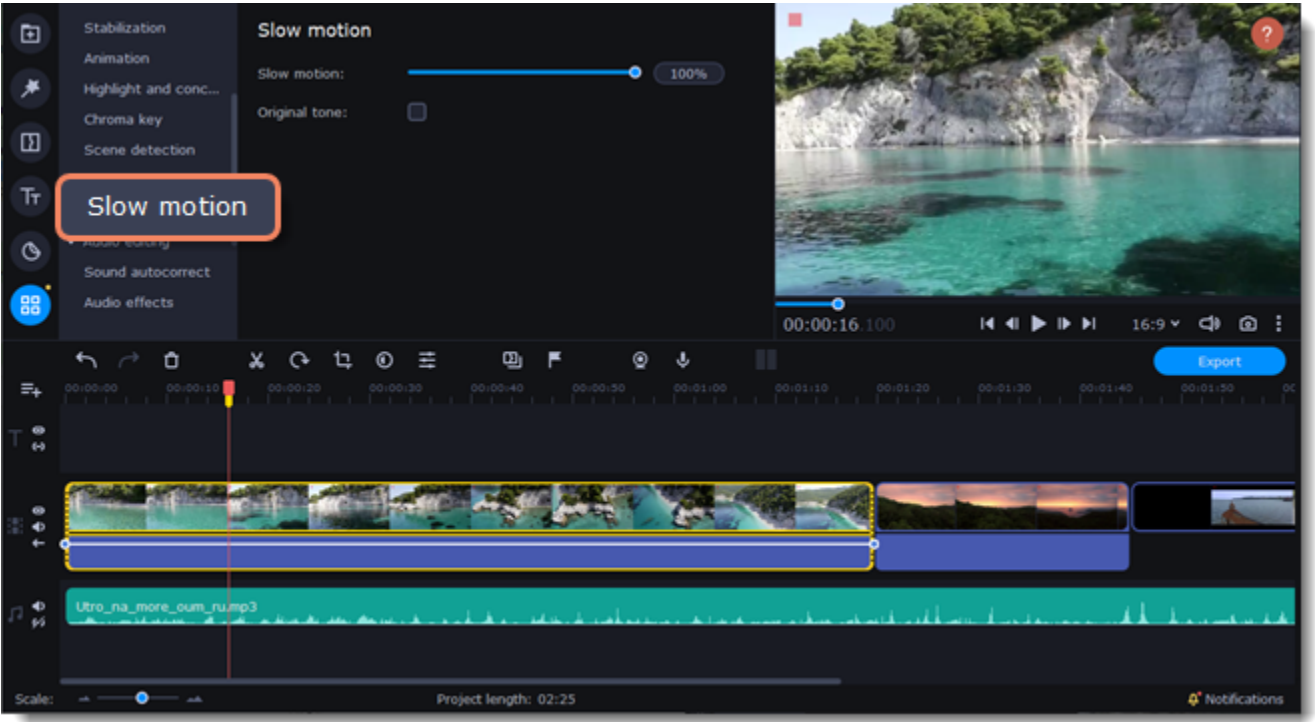 Stabilization
Animation
Highlight and conc...
Chroma key
Scene detection
Slow motion
Audio editing
Sound autocorrect
Audio effects
Slow motion
Slow motion:
100%
Original tone:
?
00:00:16.100
16:9
Export
00:00:00 00:00:10 00:00:20 00:00:30 00:00:40 00:00:50 00:01:00 00:01:10 00:01:20 00:01:30 00:01:40 00:01:50
Utro_na_more_oum_ru.mp3
Scale:
Project length: 02:25
Notifications